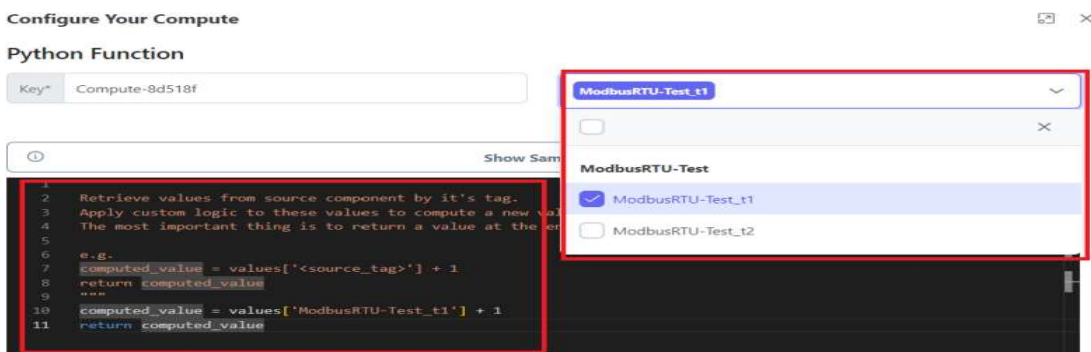 Configure Your Compute
Python Function
Key* Compute-8d518f
ModbusRTU-Test_t1
Show Sam
ModbusRTU-Test
ModbusRTU-Test_t1
ModbusRTU-Test_t2
1
2 Retrieve values from source component by it's tag.
3 Apply custom logic to these values to compute a new val
4 The most important thing is to return a value at the en
5
6 e.g.
7 computed_value = values['<source_tag>'] + 1
8 return computed_value
9 """
10 computed_value = values['ModbusRTU-Test_t1'] + 1
11 return computed_value